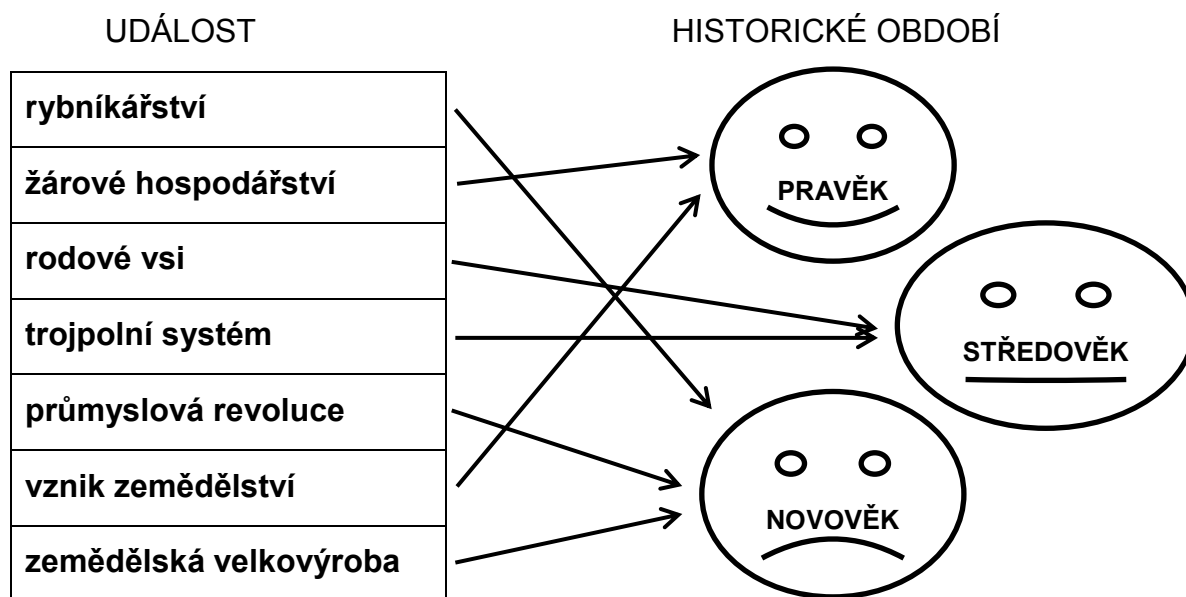 UDÁLOST
HISTORICKÉ OBDOBÍ
rybníkářství
žárové hospodářství
rodové vsi
trojpolní systém
průmyslová revoluce
vznik zemědělství
zemědělská velkovýroba
PRAVĚK
STŘEDOVĚK
NOVOVĚK